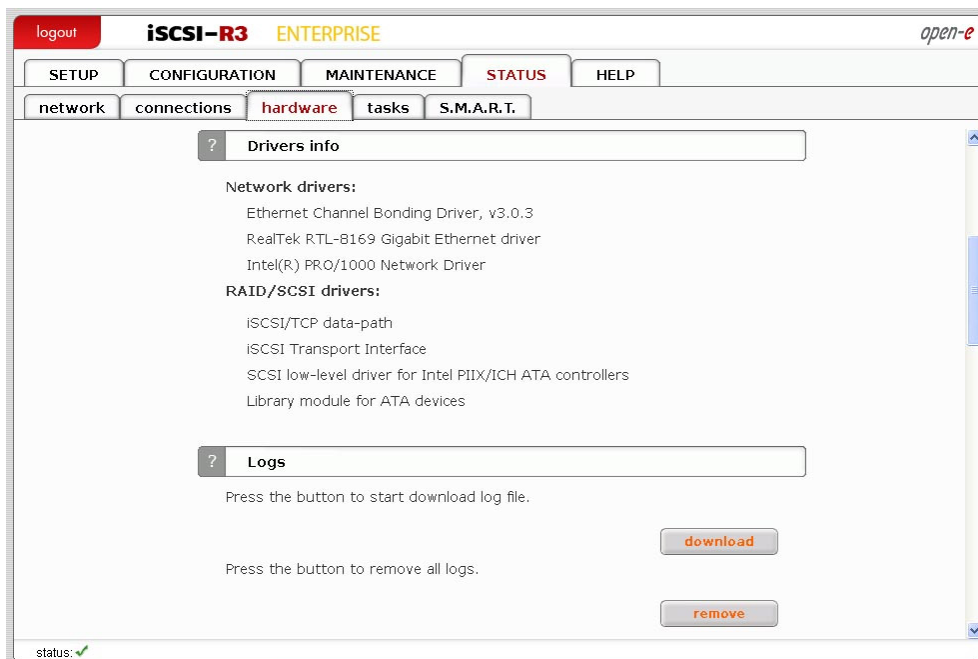 logout iSCSI-R3 ENTERPRISE open-e
SETUP CONFIGURATION MAINTENANCE STATUS HELP
network connections hardware tasks S.M.A.R.T.
? Drivers info
Network drivers:
Ethernet Channel Bonding Driver, v3.0.3
RealTek RTL-8169 Gigabit Ethernet driver
Intel(R) PRO/1000 Network Driver
RAID/SCSI drivers:
iSCSI/TCP data-path
iSCSI Transport Interface
SCSI low-level driver for Intel PIIX/ICH ATA controllers
Library module for ATA devices
? Logs
Press the button to start download log file.
download
Press the button to remove all logs.
remove
status: